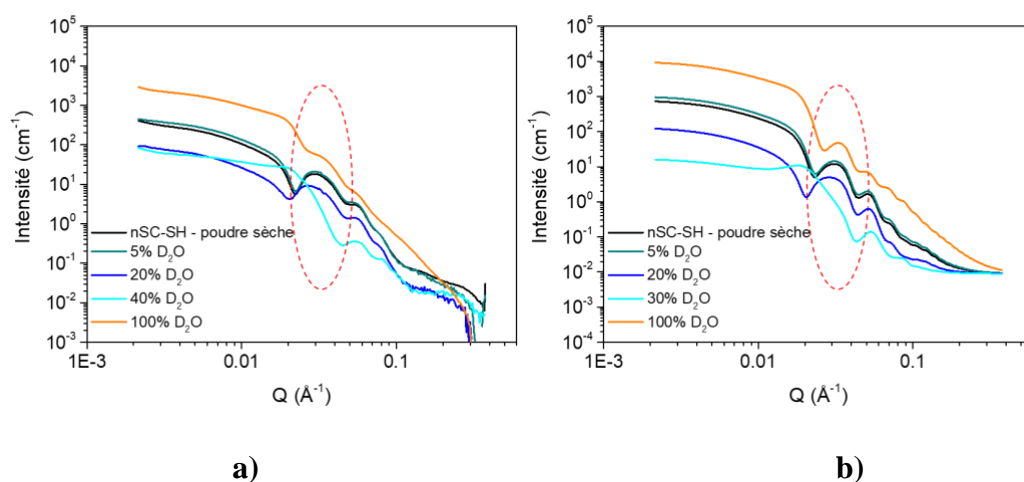 10⁵
10⁴
10³
10²
10¹
10⁰
10⁻¹
10⁻²
10⁻³
Intensité (cm⁻¹)
nSC-SH - poudre sèche
5% D₂O
20% D₂O
40% D₂O
100% D₂O
1E-3
0.01
0.1
Q (Å⁻¹)
a)
10⁵
10⁴
10³
10²
10¹
10⁰
10⁻¹
10⁻²
10⁻³
10⁻⁴
Intensité (cm⁻¹)
nSC-SH - poudre sèche
5% D₂O
20% D₂O
30% D₂O
100% D₂O
1E-3
0.01
0.1
Q (Å⁻¹)
b)